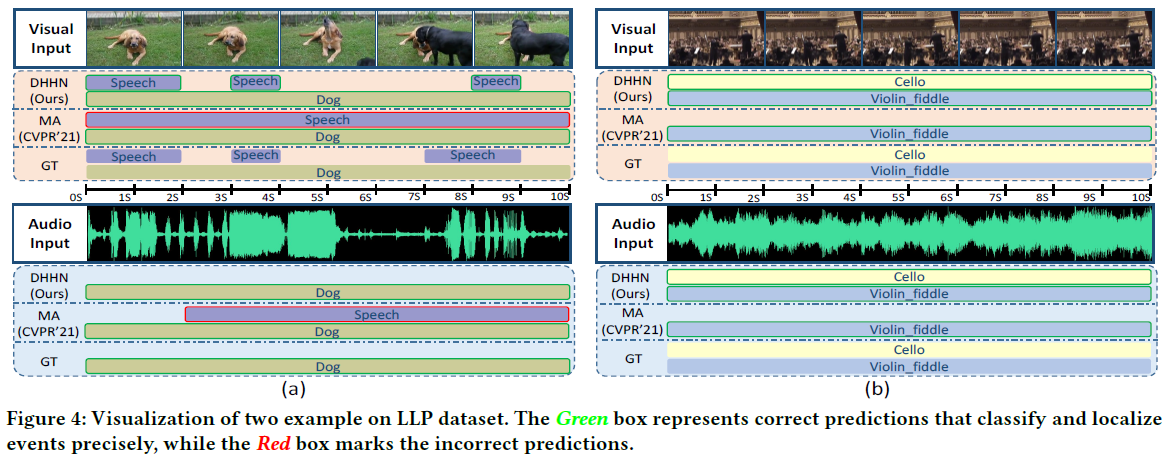 Visual Input
DHHN (Ours)
Speech Speech Speech
Dog
MA (CVPR'21)
Speech
Dog
GT
Speech Speech Speech
Dog
0S 1S 2S 3S 4S 5S 6S 7S 8S 9S 10S
Audio Input
DHHN (Ours)
Dog
MA (CVPR'21)
Speech
Dog
GT
Dog
(a)
Visual Input
DHHN (Ours)
Cello
Violin_fiddle
MA (CVPR'21)
Violin_fiddle
GT
Cello
Violin_fiddle
0S 1S 2S 3S 4S 5S 6S 7S 8S 9S 10S
Audio Input
DHHN (Ours)
Cello
Violin_fiddle
MA (CVPR'21)
Violin_fiddle
GT
Cello
Violin_fiddle
(b)
Figure 4: Visualization of two example on LLP dataset. The Green box represents correct predictions that classify and localize
events precisely, while the Red box marks the incorrect predictions.